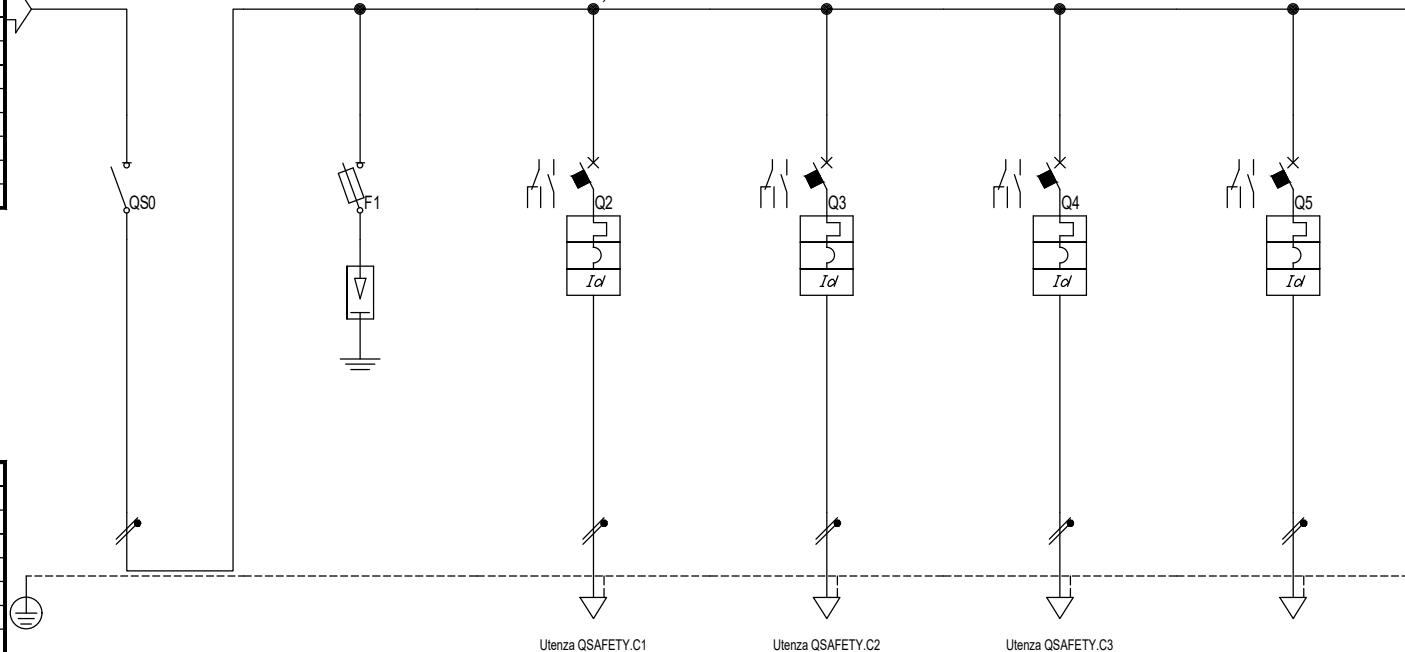 QS0
F1
Q2
Q3
Q4
Q5
Id
Id
Id
Id
Utenza QSAFETY.C1
Utenza QSAFETY.C2
Utenza QSAFETY.C3